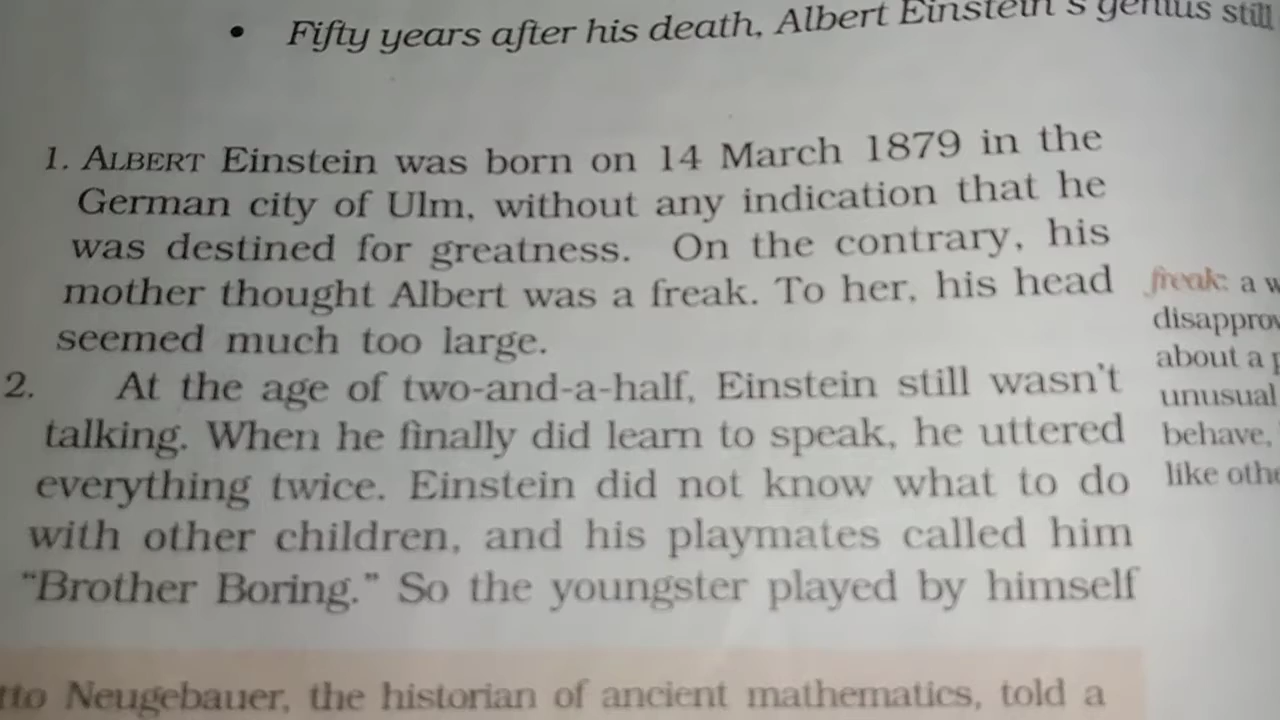 • Fifty years after his death, Albert Einstein's genius still
1. ALBERT Einstein was born on 14 March 1879 in the
German city of Ulm, without any indication that he
was destined for greatness. On the contrary, his
mother thought Albert was a freak. To her, his head
seemed much too large.
2. At the age of two-and-a-half, Einstein still wasn't
talking. When he finally did learn to speak, he uttered
everything twice. Einstein did not know what to do
with other children, and his playmates called him
"Brother Boring." So the youngster played by himself
Neugebauer, the historian of ancient mathematics, told a
freak: a
about a
unusual
behave,
like